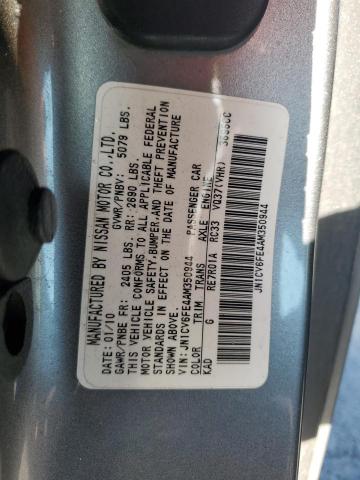 MANUFACTURED BY NISSAN MOTOR CO.,LTD.
DATE: 01/10 GVWR/PNBV: 5079 LBS.
GAWR/PNBE FR: 2405 LBS. RR: 2690 LBS.
THIS VEHICLE CONFORMS TO ALL APPLICABLE FEDERAL
MOTOR VEHICLE SAFETY, BUMPER, AND THEFT PREVENTION
STANDARDS IN EFFECT ON THE DATE OF MANUFACTURE
SHOWN ABOVE.
VIN: JN1CV6FE4AM350944 PASSENGER CAR
COLOR TRIM TRANS AXLE ENGINE 3696CC
KAD G RE7R01A RC33 VQ37(VHR)
JN1CV6FE4AM350944